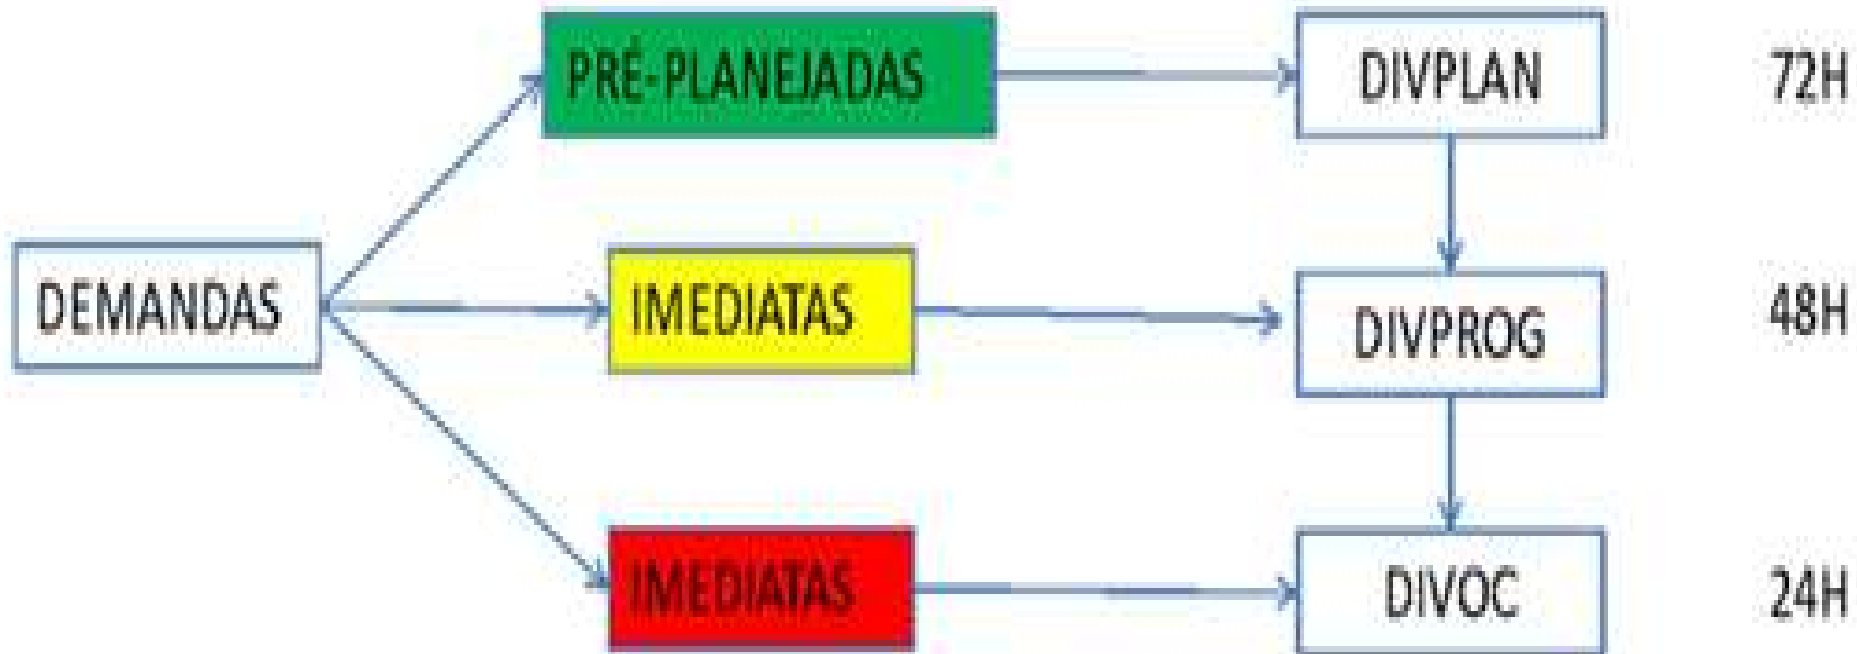 PRÉ-PLANEJADAS
DIVPLAN
72H
DEMANDAS
IMEDIATAS
DIVPROG
48H
IMEDIATAS
DIVOC
24H